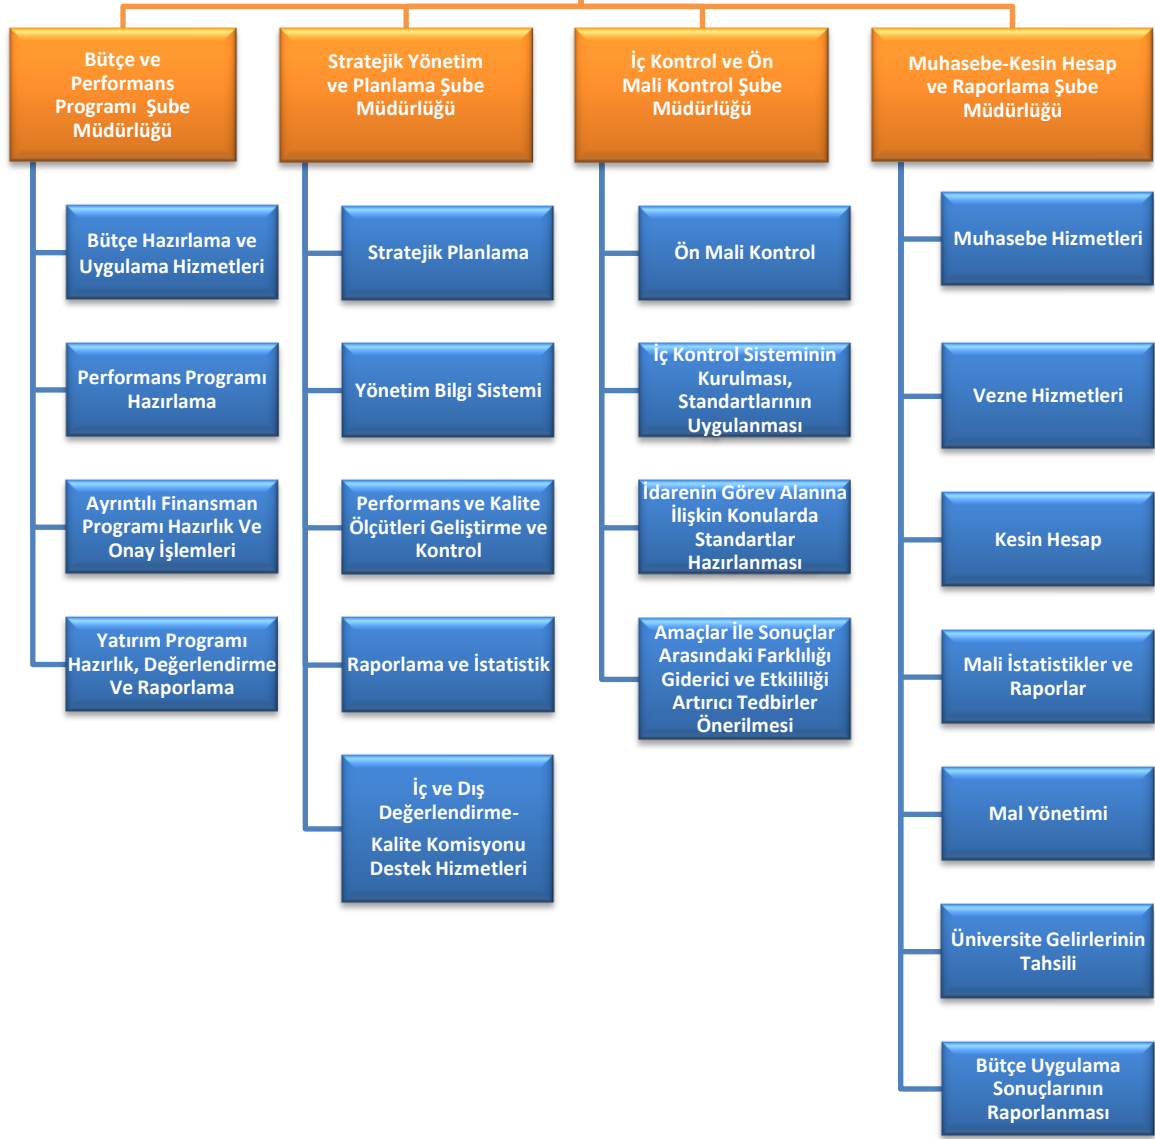 Bütçe ve
Performans
Programı Şube
Müdürlüğü
Bütçe Hazırlama ve
Uygulama Hizmetleri
Performans Programı
Hazırlama
Ayrıntılı Finansman
Programı Hazırlık Ve
Onay İşlemleri
Yatırım Programı
Hazırlık, Değerlendirme
Ve Raporlama
Stratejik Yönetim
ve Planlama Şube
Müdürlüğü
Stratejik Planlama
Yönetim Bilgi Sistemi
Performans ve Kalite
Ölçütleri Geliştirme ve
Kontrol
Raporlama ve İstatistik
İç ve Dış
Değerlendirme-
Kalite Komisyonu
Destek Hizmetleri
İç Kontrol ve Ön
Mali Kontrol Şube
Müdürlüğü
Ön Mali Kontrol
İç Kontrol Sisteminin
Kurulması,
Standartlarının
Uygulanması
İdarenin Görev Alanına
İlişkin Konularda
Standartlar
Hazırlanması
Amaçlar İle Sonuçlar
Arasındaki Farklılığı
Giderici ve Etkililiği
Artırıcı Tedbirler
Önerilmesi
Muhasebe-Kesin Hesap
ve Raporlama Şube
Müdürlüğü
Muhasebe Hizmetleri
Vezne Hizmetleri
Kesin Hesap
Mali İstatistikler ve
Raporlar
Mal Yönetimi
Üniversite Gelirlerinin
Tahsili
Bütçe Uygulama
Sonuçlarının
Raporlanması